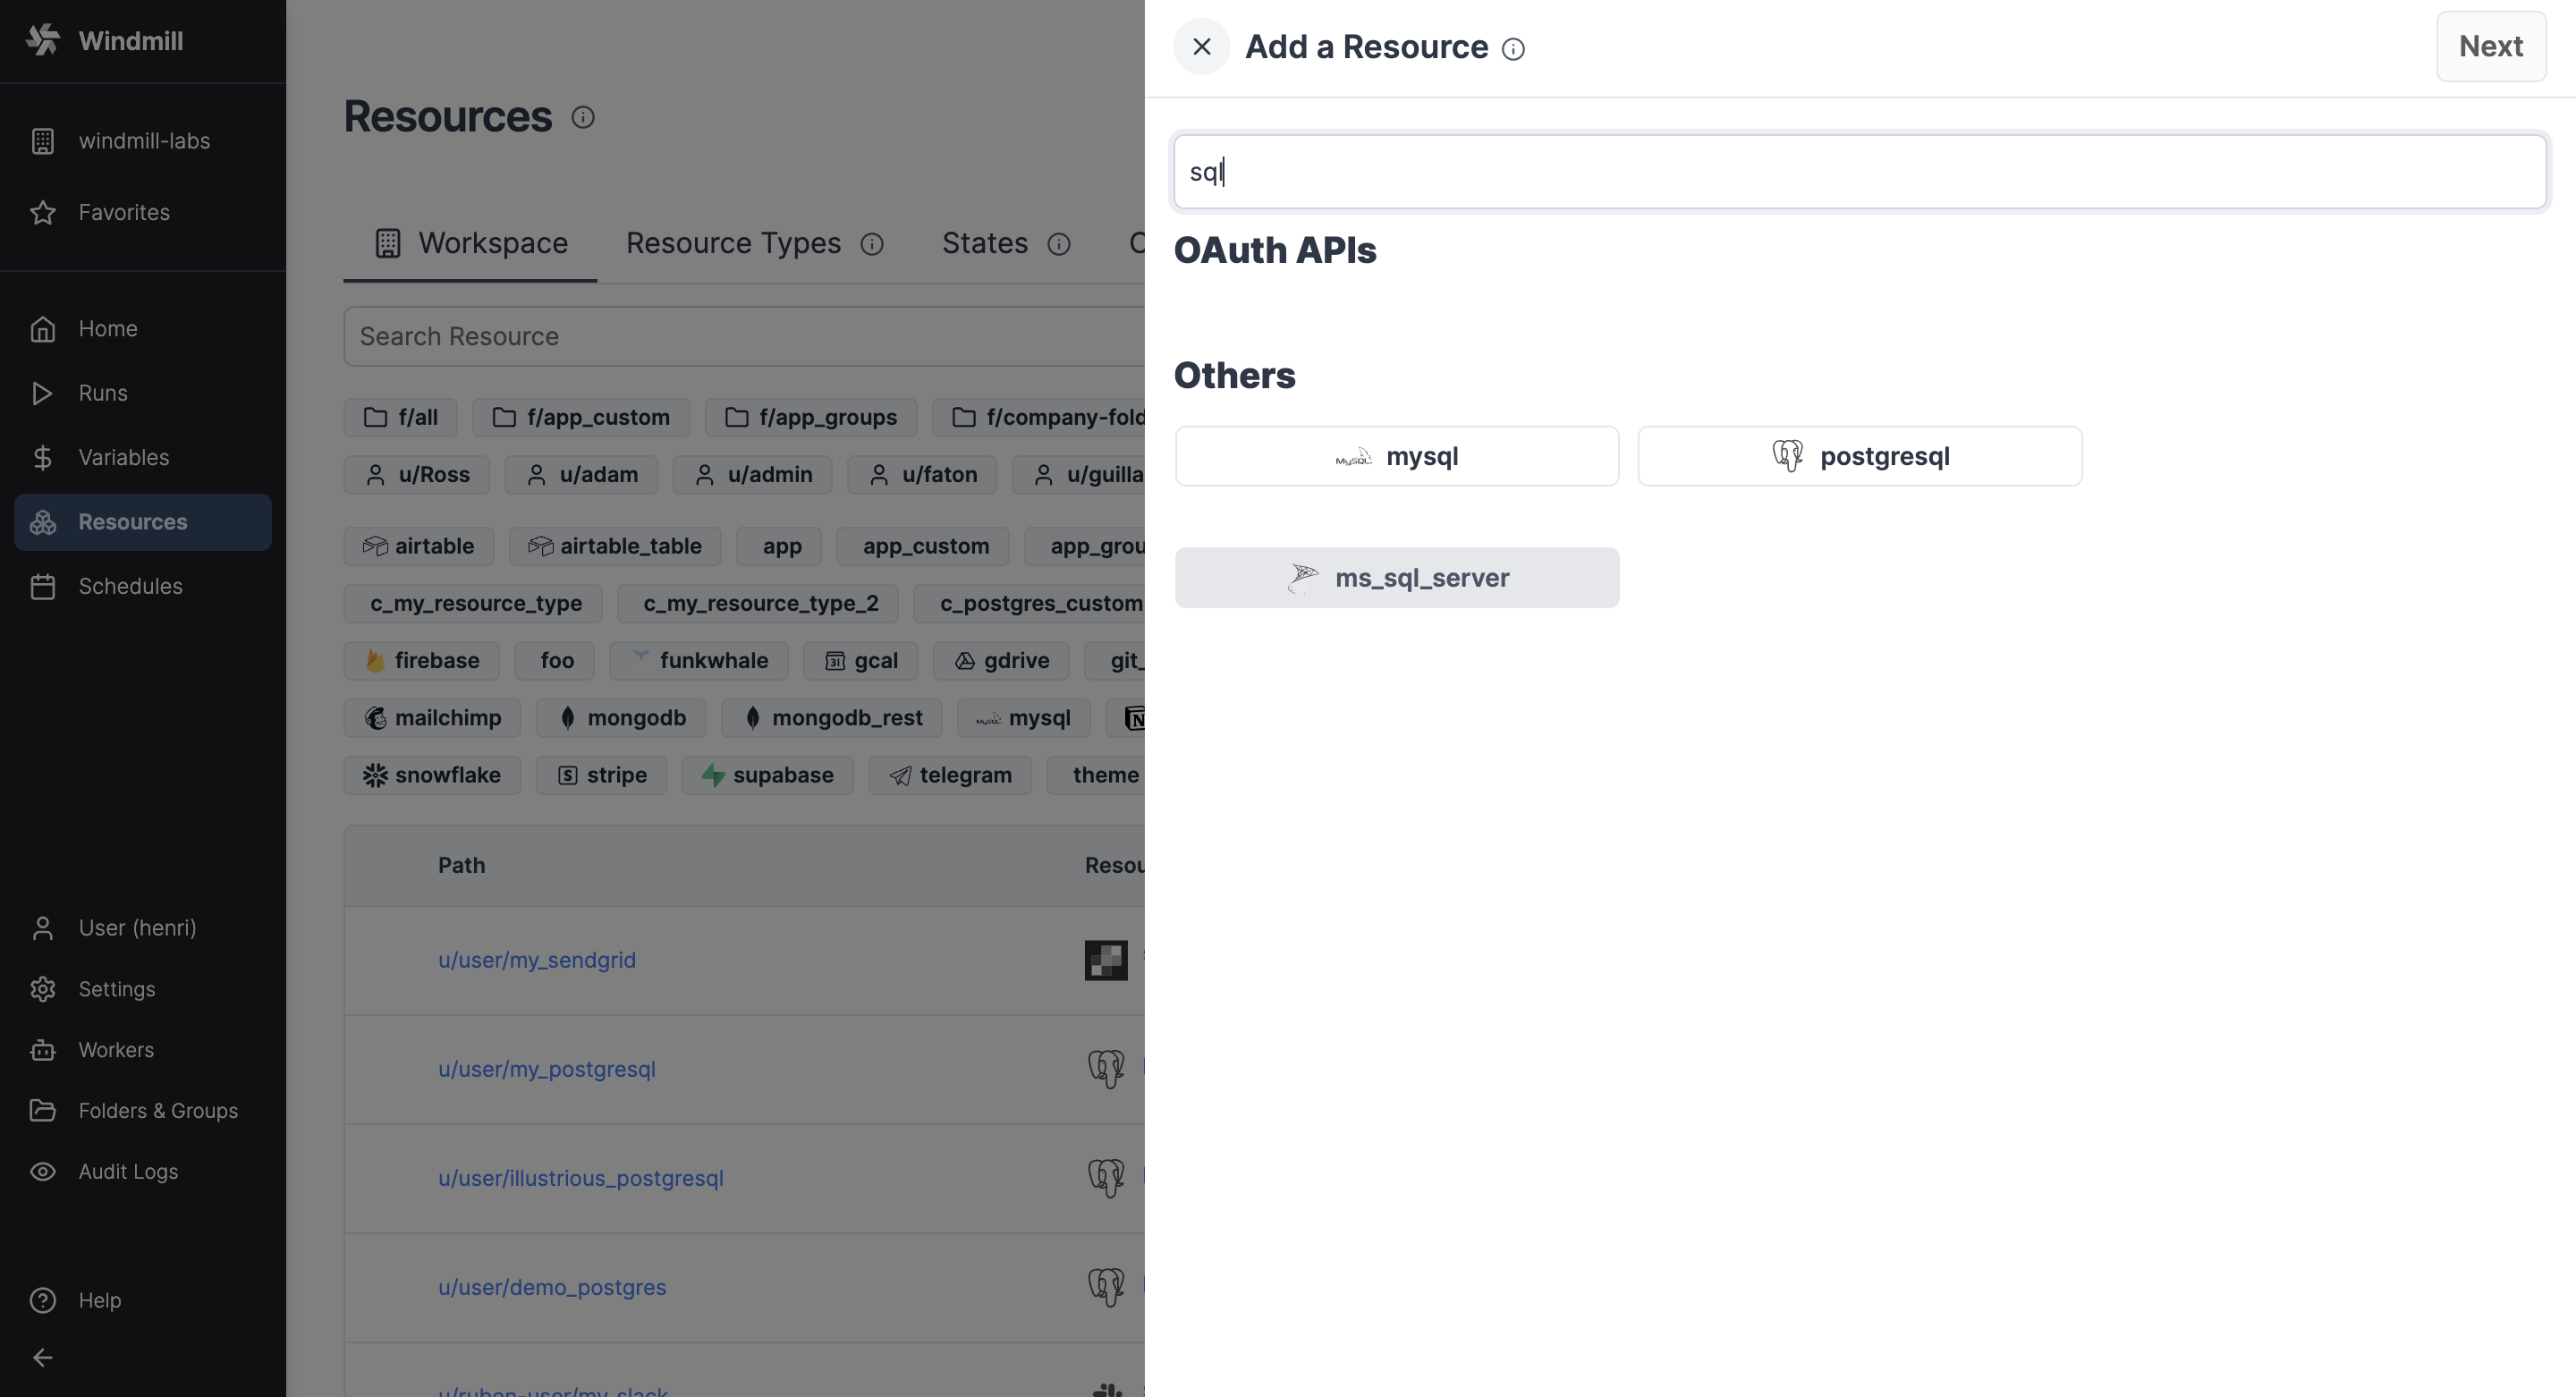 Windmill
windmill-labs
Favorites
Home
Runs
Variables
Resources
Schedules
User (henri)
Settings
Workers
Folders & Groups
Audit Logs
Help
Resources
Workspace Resource Types States
Search Resource
f/all f/app_custom f/app_groups f/company-fold
u/Ross u/adam u/admin u/faton u/guilla
airtable airtable_table app app_custom app_grou
c_my_resource_type c_my_resource_type_2 c_postgres_custom
firebase foo funkwhale gcal gdrive git_
mailchimp mongodb mongodb_rest mysql
snowflake stripe supabase telegram theme
Path Resou
u/user/my_sendgrid
u/user/my_postgresql
u/user/illustrious_postgresql
u/user/demo_postgres
u/ruben-user/my_slack
Add a Resource
Next
sql
OAuth APIs
Others
MySQL mysql postgresql
ms_sql_server